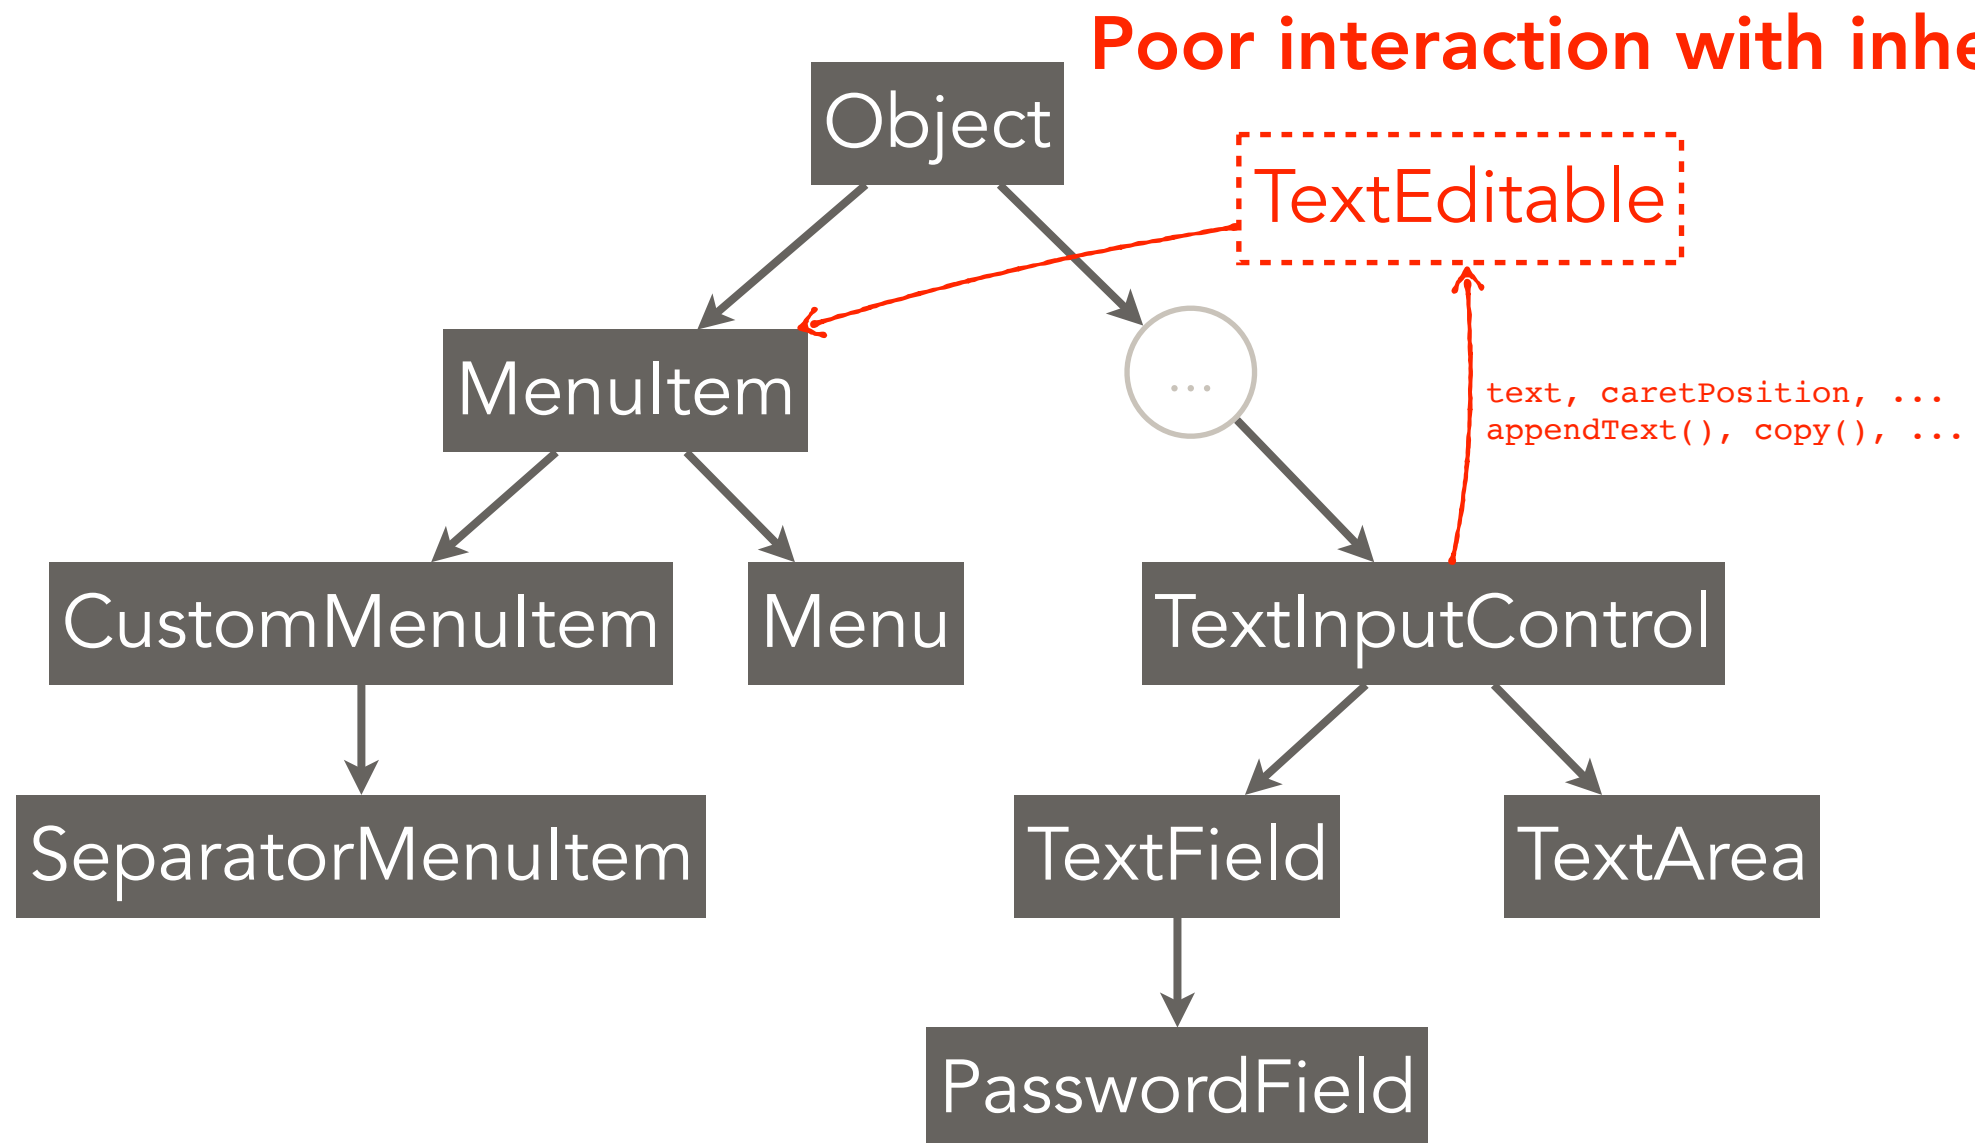 Poor interaction with inhe
Object
TextEditable
MenuItem
...
text, caretPosition, ...
appendText(), copy(), ...
CustomMenuItem
Menu
TextInputControl
SeparatorMenuItem
TextField
TextArea
PasswordField